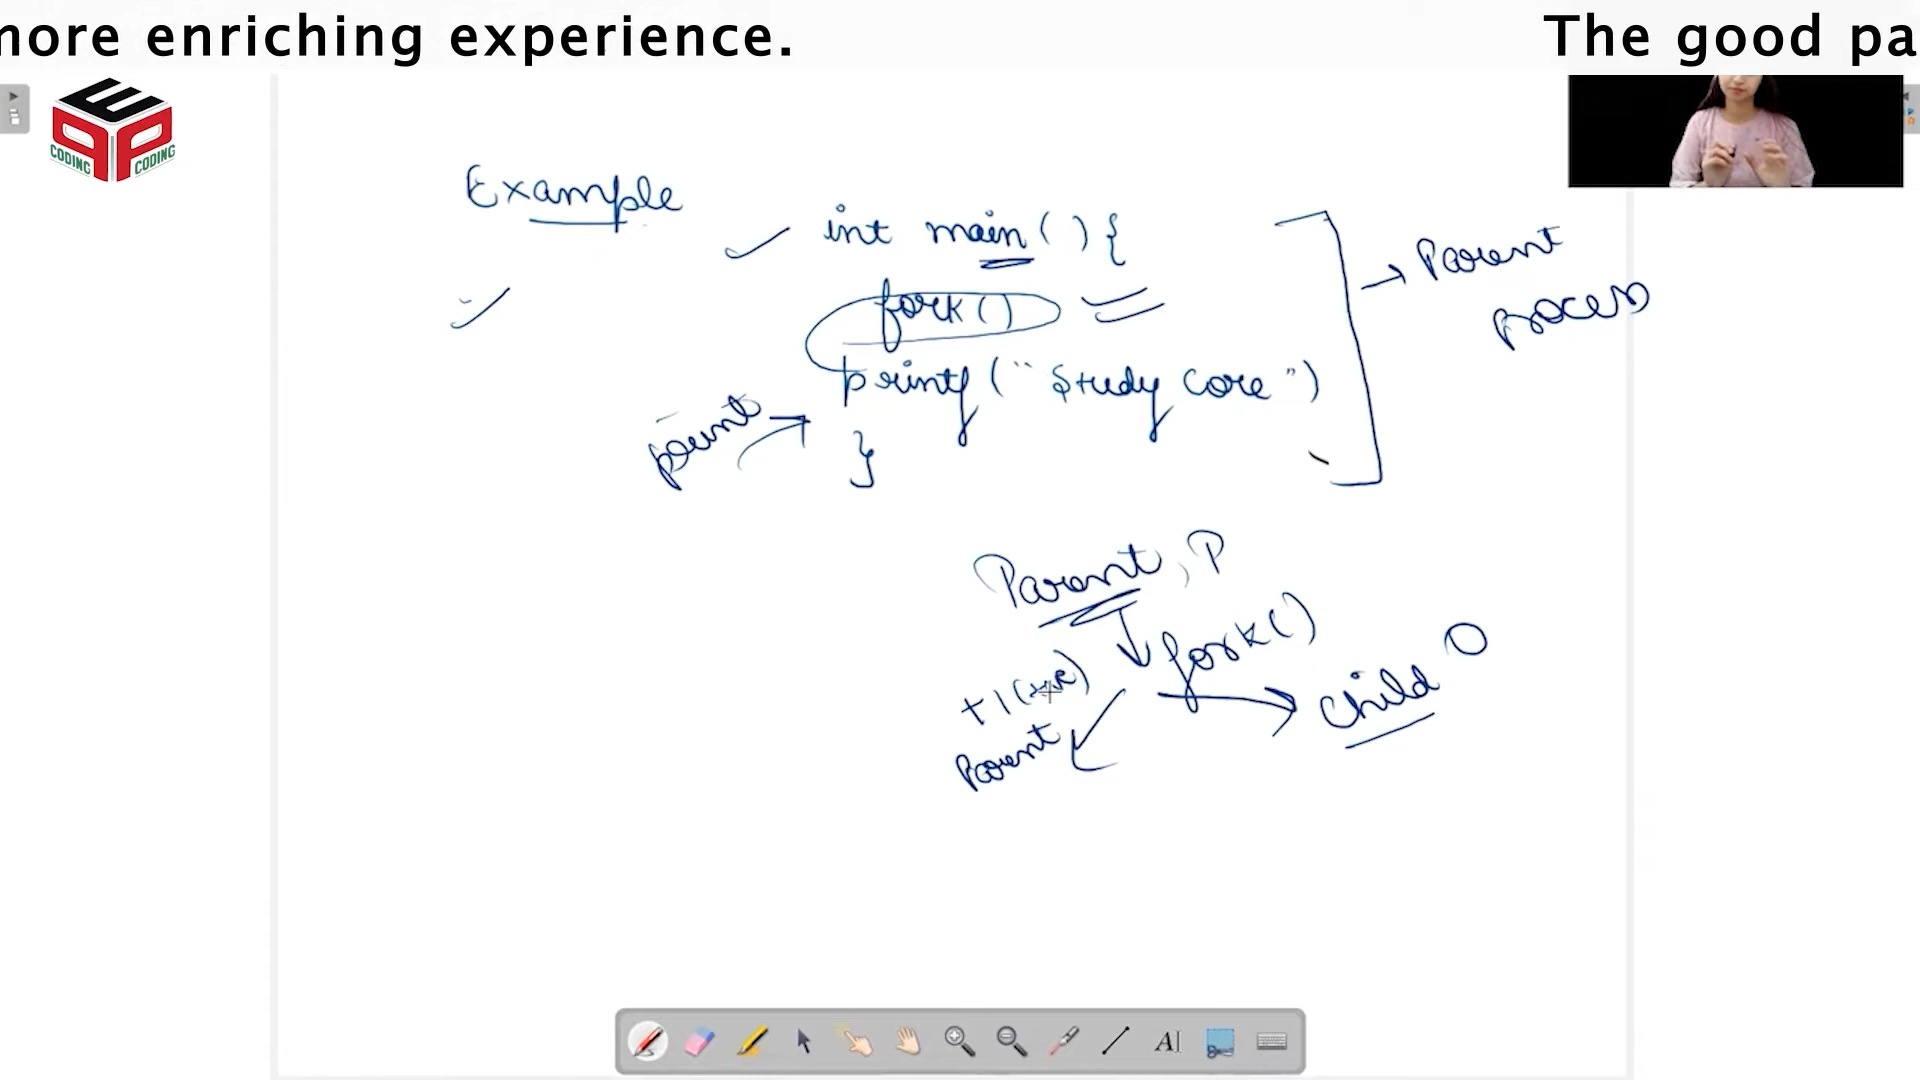 more enriching experience.
The good pa
CODING
CODING
Example
int main() {
fork()
printf("Study Core")
}
print
→ Parent
process
Parent, P
fork()
+1(+ve)
Parent
child 0
A